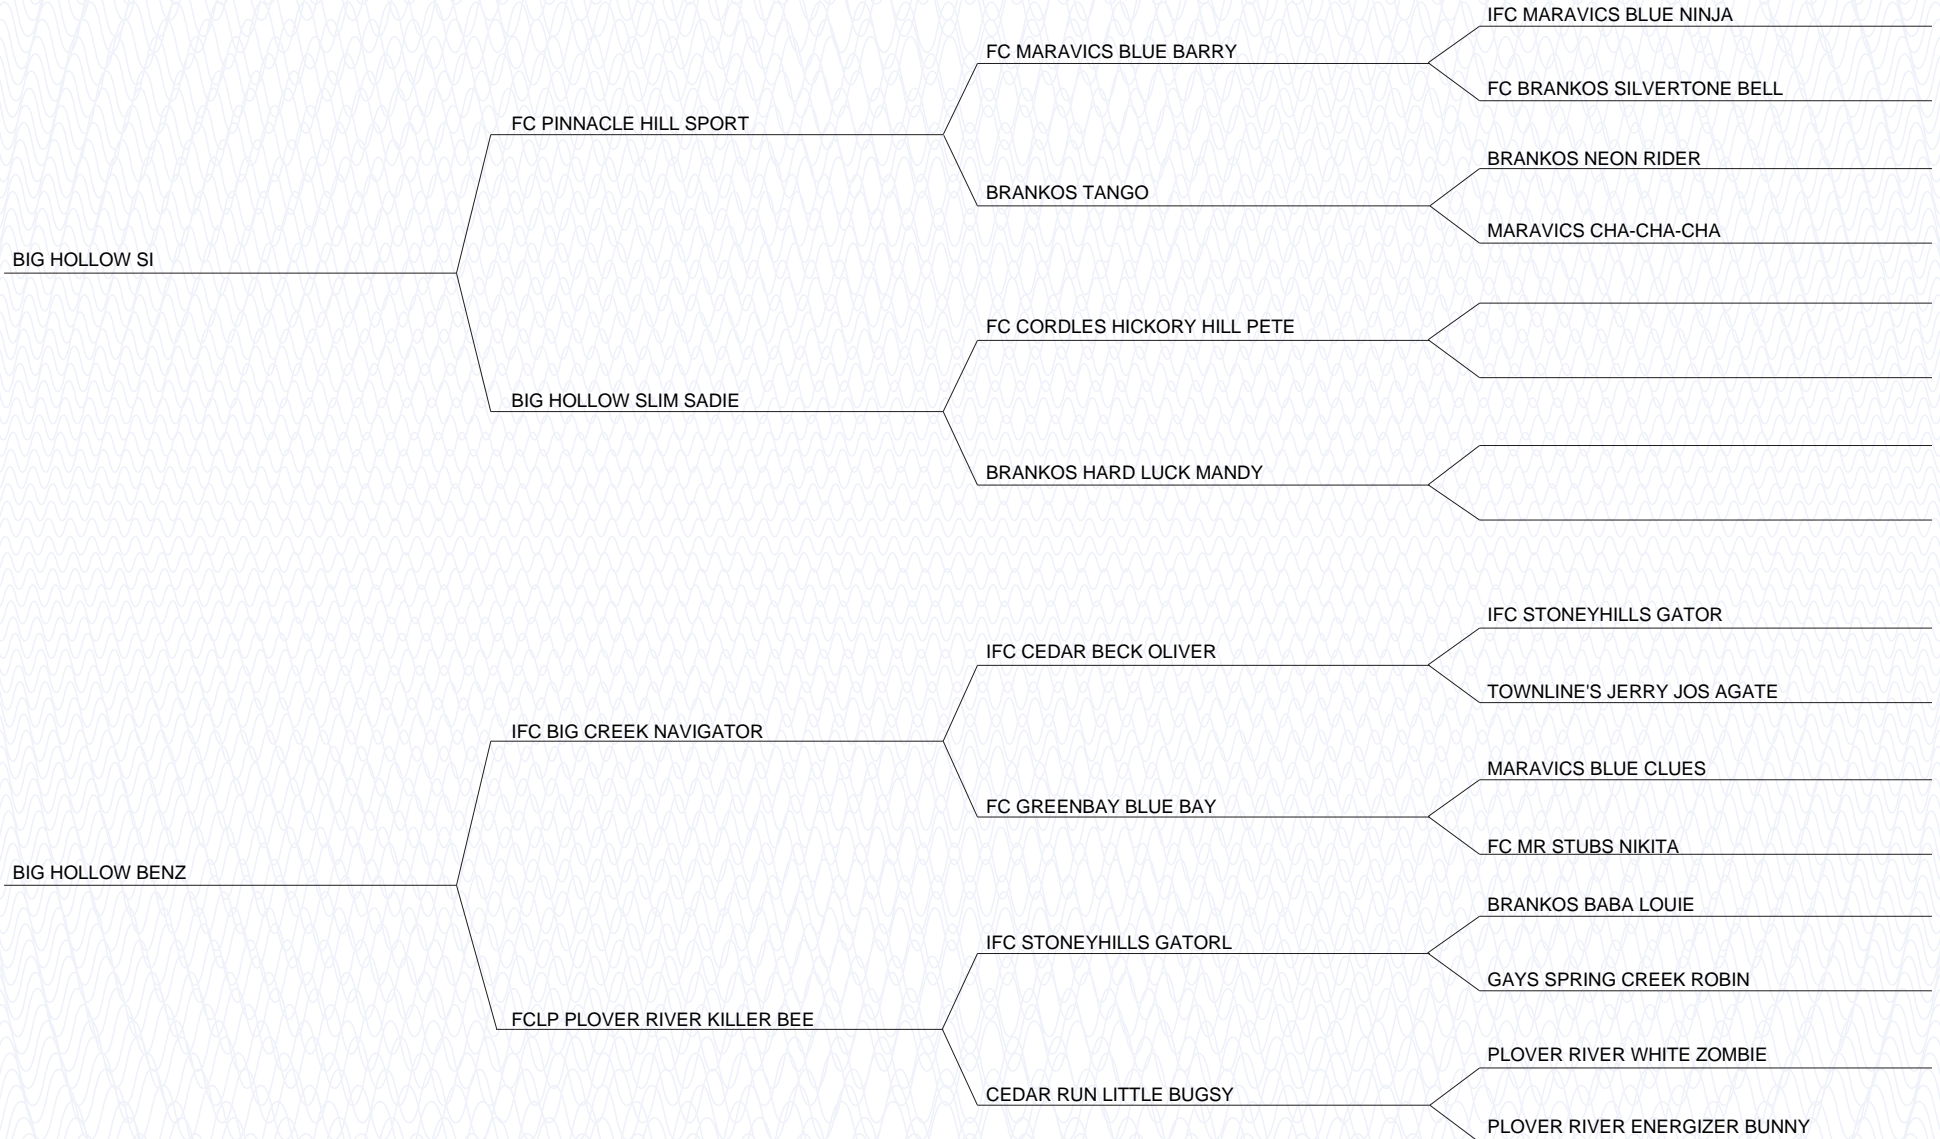 IFC MARAVICS BLUE NINJA
FC MARAVICS BLUE BARRY
FC BRANKOS SILVERTONE BELL
FC PINNACLE HILL SPORT
BRANKOS NEON RIDER
BRANKOS TANGO
MARAVICS CHA-CHA-CHA
BIG HOLLOW SI
FC CORDLES HICKORY HILL PETE
BIG HOLLOW SLIM SADIE
BRANKOS HARD LUCK MANDY
IFC STONEYHILLS GATOR
IFC CEDAR BECK OLIVER
TOWNLINE'S JERRY JOS AGATE
IFC BIG CREEK NAVIGATOR
MARAVICS BLUE CLUES
FC GREENBAY BLUE BAY
FC MR STUBS NIKITA
BIG HOLLOW BENZ
BRANKOS BABA LOUIE
IFC STONEYHILLS GATORL
GAYS SPRING CREEK ROBIN
FCLP PLOVER RIVER KILLER BEE
PLOVER RIVER WHITE ZOMBIE
CEDAR RUN LITTLE BUGSY
PLOVER RIVER ENERGIZER BUNNY